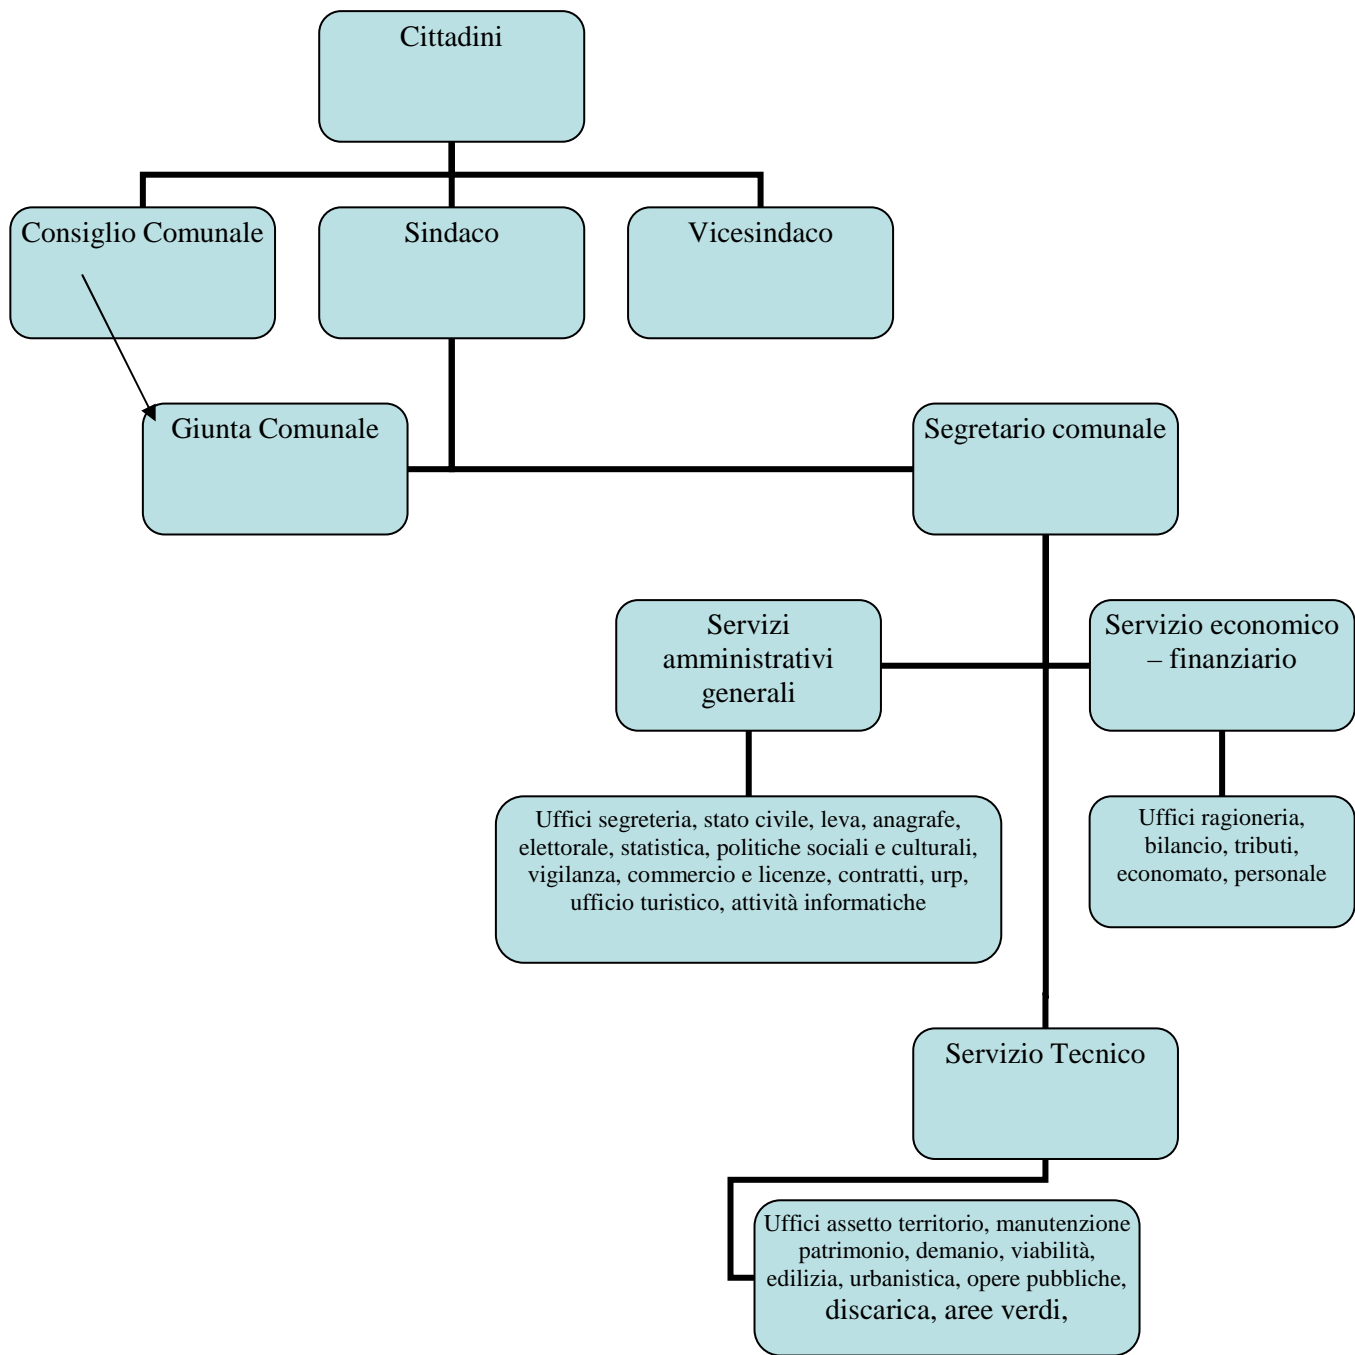 Cittadini
Consiglio Comunale
Sindaco
Vicesindaco
Giunta Comunale
Segretario comunale
Servizi
amministrativi
generali
Servizio economico
– finanziario
Uffici segreteria, stato civile, leva, anagrafe,
elettorale, statistica, politiche sociali e culturali,
vigilanza, commercio e licenze, contratti, urp,
ufficio turistico, attività informatiche
Uffici ragioneria,
bilancio, tributi,
economato, personale
Servizio Tecnico
Uffici assetto territorio, manutenzione
patrimonio, demanio, viabilità,
edilizia, urbanistica, opere pubbliche,
discarica, aree verdi,